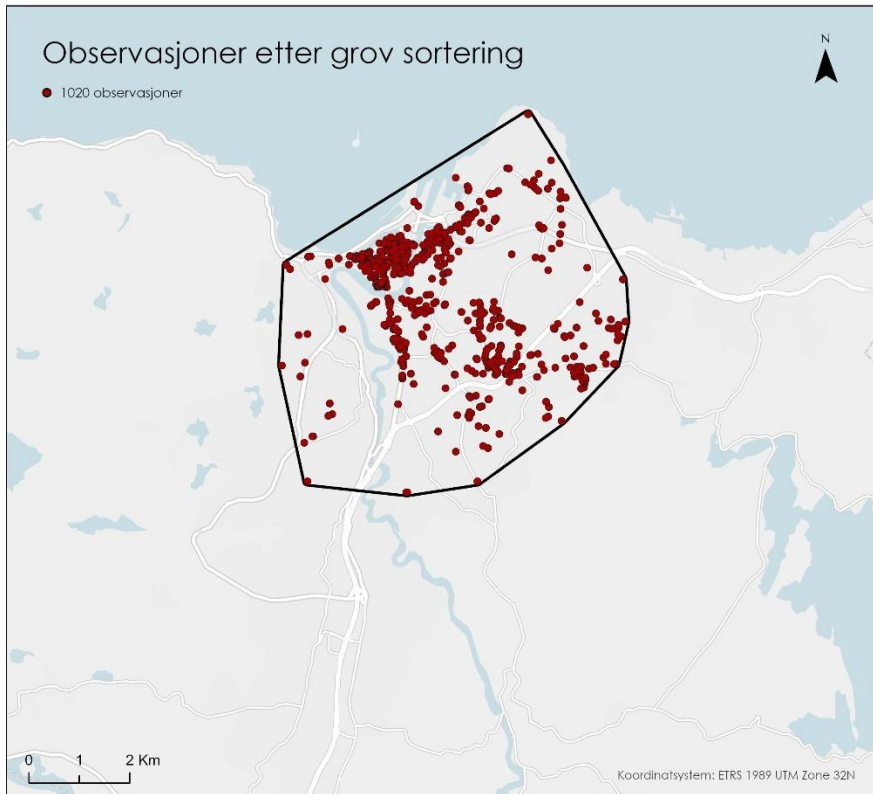 Observasjoner etter grov sortering
1020 observasjoner
N
0 1 2 Km
Koordinatsystem: ETRS 1989 UTM Zone 32N